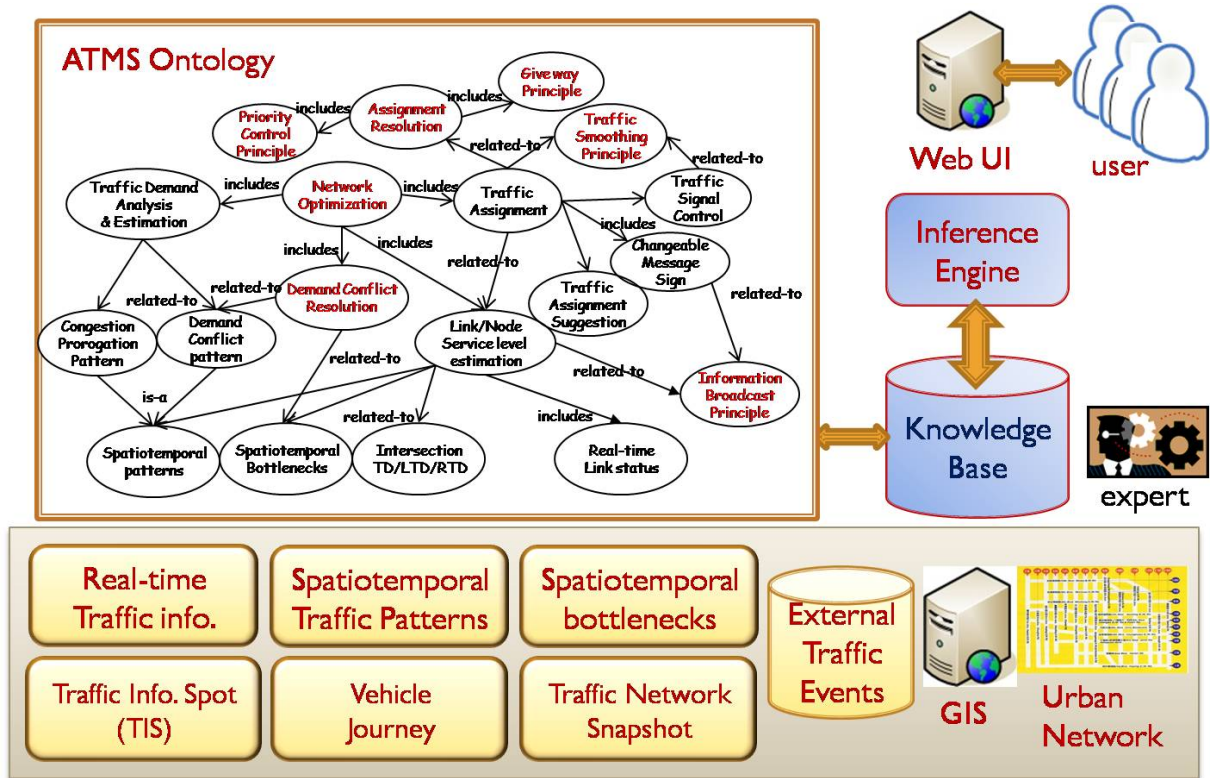 ATMS Ontology
Give way
Principle
includes
Assignment
Resolution
includes
Priority
Control
Principle
Traffic
Smoothing
Principle
related-to
related-to
Traffic Demand
Analysis
& Estimation
includes
Network
Optimization
includes
Traffic
Assignment
Traffic
Signal
Control
includes
includes
includes
Changeable
Message
Sign
related-to
related-to
related-to
Demand Conflict
Resolution
Traffic
Assignment
Suggestion
related-to
Congestion
Prorogation
Pattern
Demand
Conflict
pattern
Link/Node
Service level
estimation
related-to
related-to
Information
Broadcast
Principle
is-a
related-to
includes
Spatiotemporal
patterns
Spatiotemporal
Bottlenecks
Intersection
TD/LTD/RTD
Real-time
Link status
Web UI
user
Inference
Engine
Knowledge
Base
expert
Real-time
Traffic info.
Spatiotemporal
Traffic Patterns
Spatiotemporal
bottlenecks
Traffic Info. Spot
(TIS)
Vehicle
Journey
Traffic Network
Snapshot
External
Traffic
Events
GIS
Urban
Network